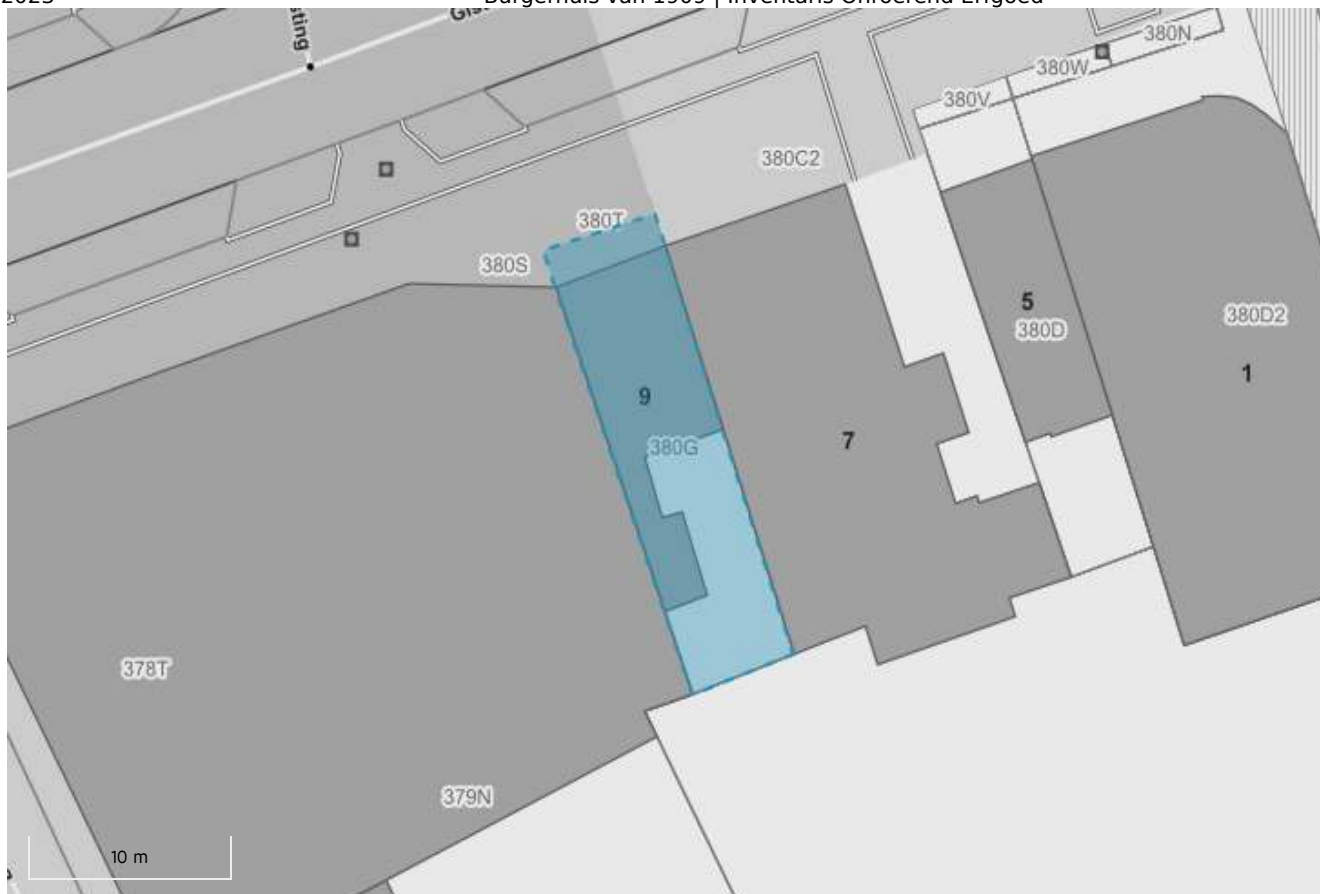 Burgerhuis van 1909 | Inventaris Onroerend Erfgoed
380N
380W
380V
380C2
380T
380S
5
380D
380D2
1
9
7
380G
378T
379N
10 m